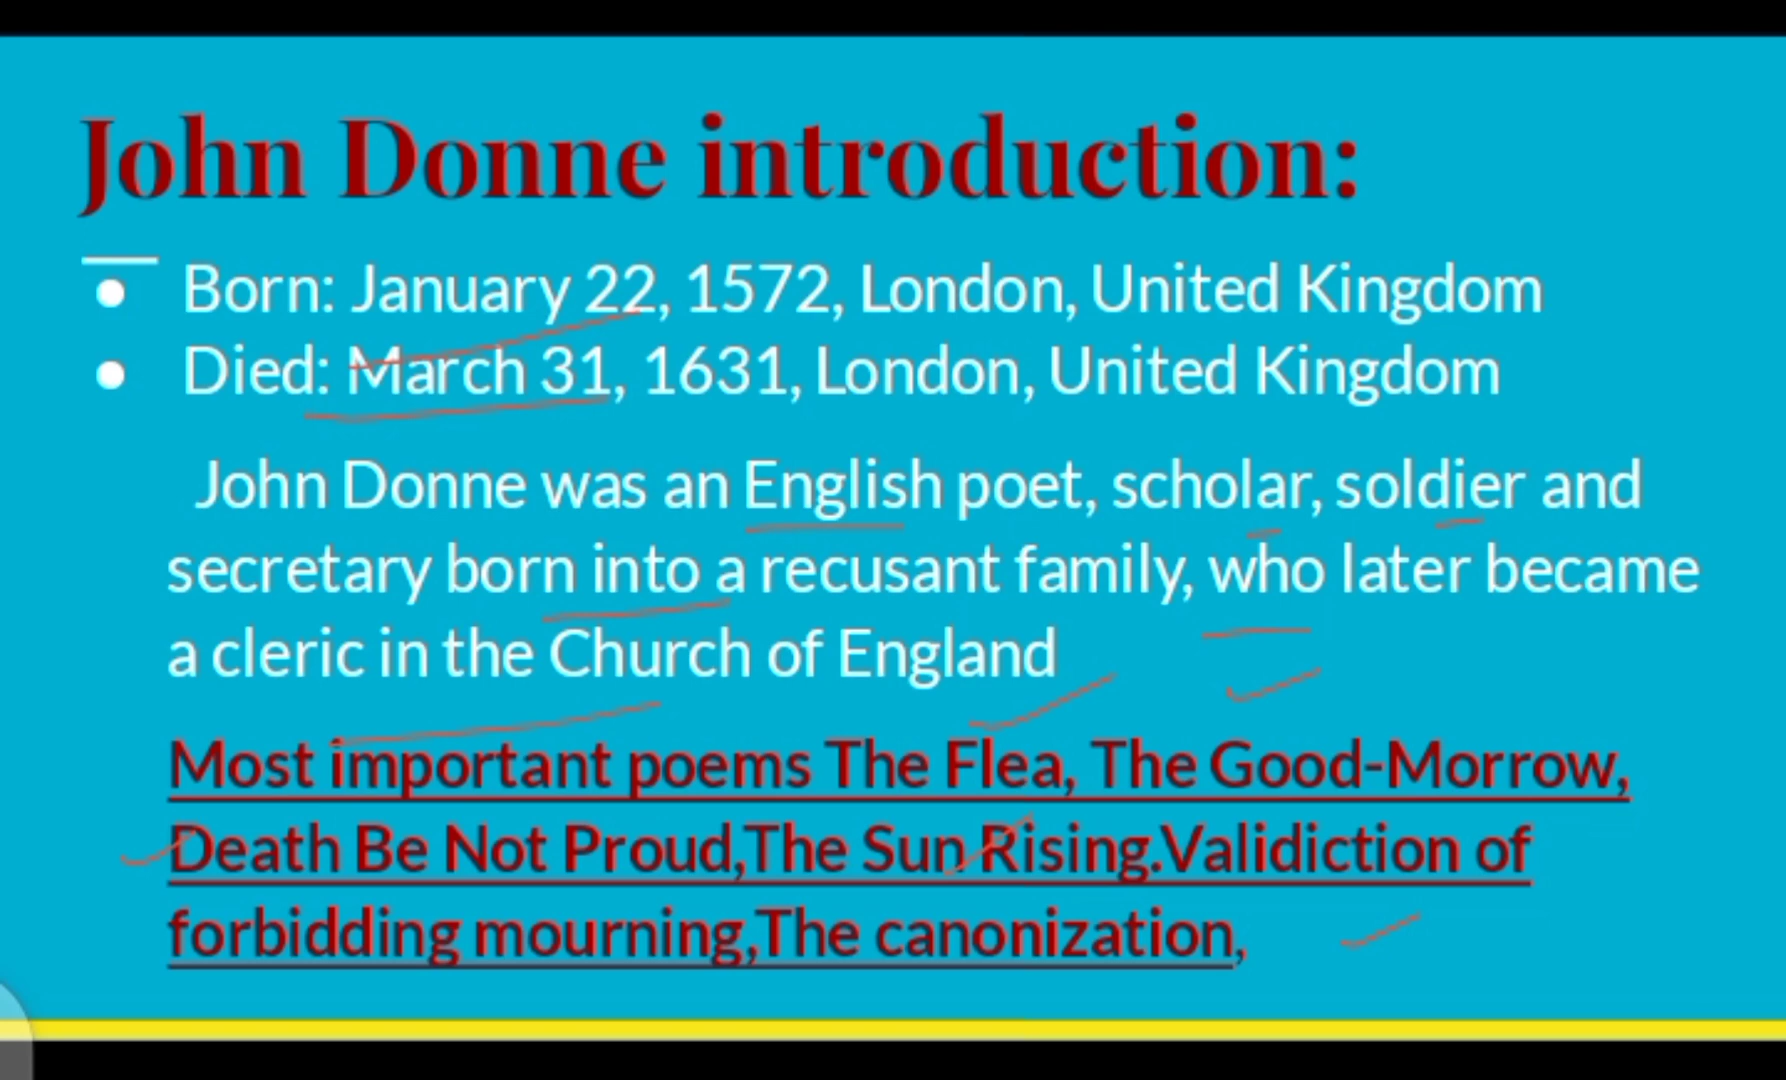 John Donne introduction:
Born: January 22, 1572, London, United Kingdom
Died: March 31, 1631, London, United Kingdom
John Donne was an English poet, scholar, soldier and
secretary born into a recusant family, who later became
a cleric in the Church of England
Most important poems The Flea, The Good-Morrow,
Death Be Not Proud,The Sun Rising.Validiction of
forbidding mourning,The canonization,